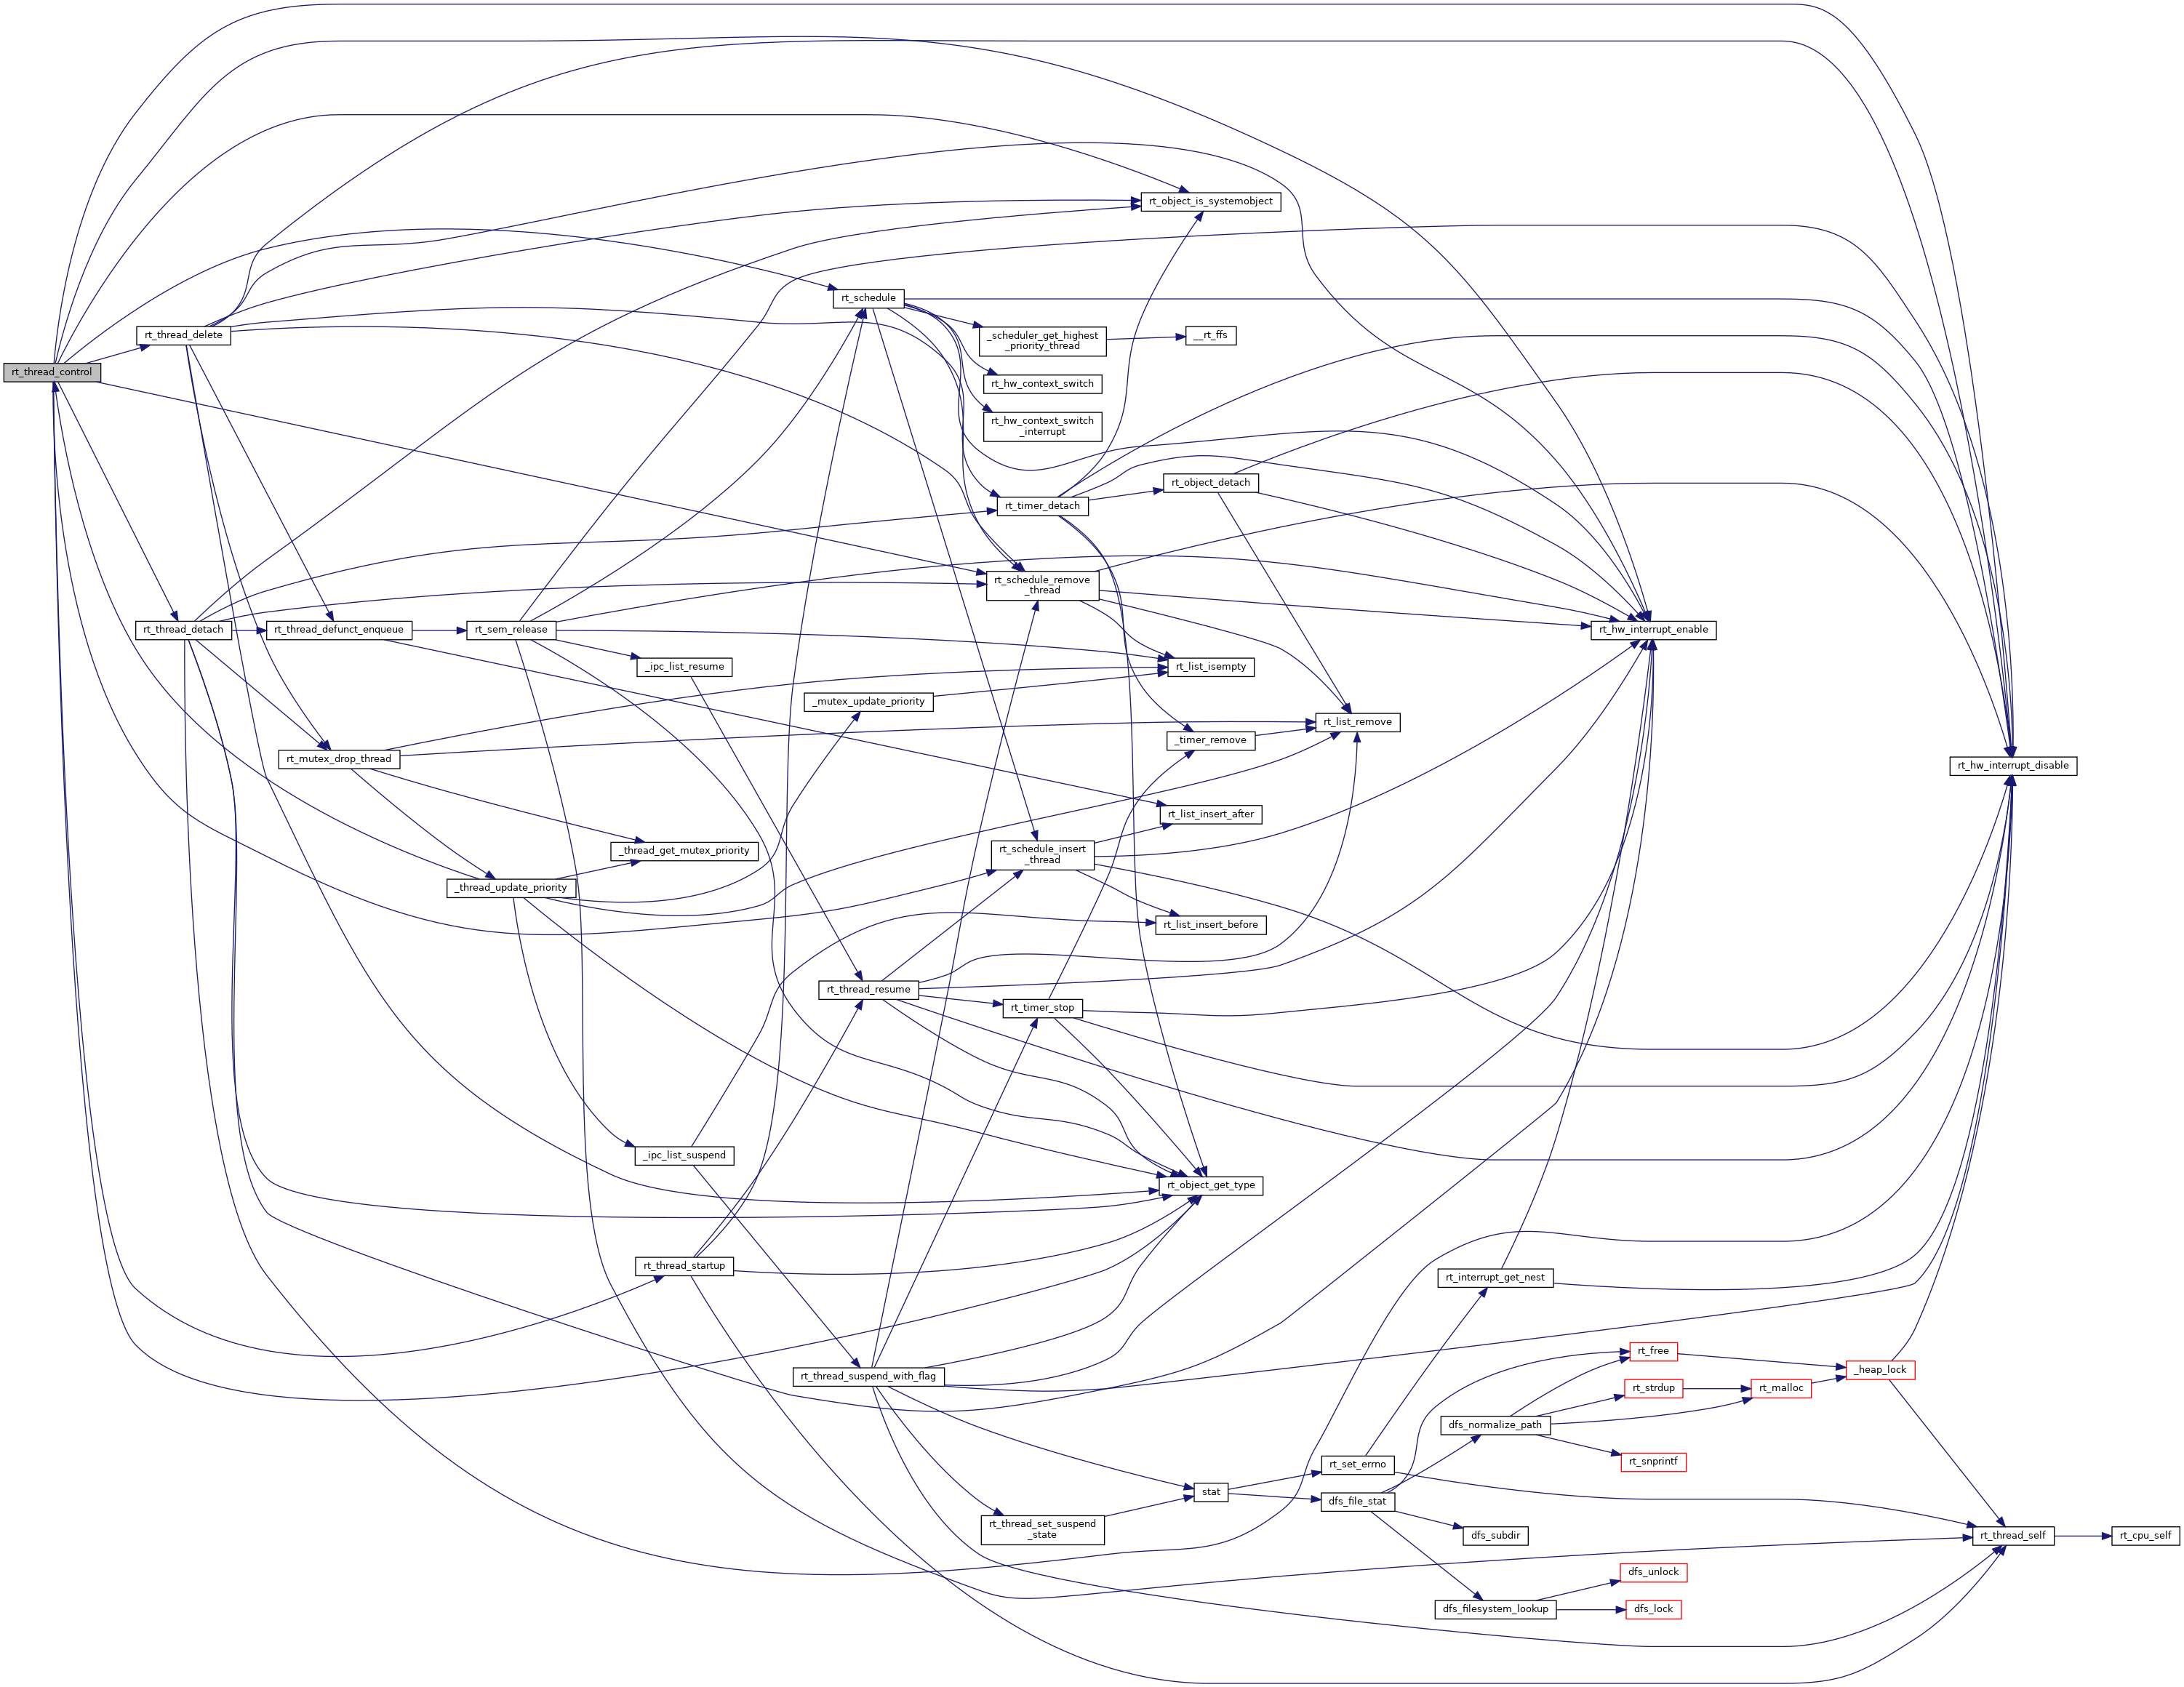 rt_object_is_systemobject
rt_schedule
rt_thread_delete
_scheduler_get_highest
_priority_thread
__rt_ffs
rt_thread_control
rt_hw_context_switch
rt_hw_context_switch
_interrupt
rt_object_detach
rt_timer_detach
rt_schedule_remove
_thread
rt_thread_detach
rt_thread_defunct_enqueue
rt_sem_release
rt_hw_interrupt_enable
_ipc_list_resume
rt_list_isempty
_mutex_update_priority
rt_list_remove
_timer_remove
rt_mutex_drop_thread
rt_hw_interrupt_disable
rt_list_insert_after
_thread_get_mutex_priority
rt_schedule_insert
_thread
_thread_update_priority
rt_list_insert_before
rt_thread_resume
rt_timer_stop
_ipc_list_suspend
rt_object_get_type
rt_thread_startup
rt_interrupt_get_nest
rt_free
_heap_lock
rt_thread_suspend_with_flag
rt_strdup
rt_malloc
dfs_normalize_path
rt_snprintf
rt_set_errno
stat
dfs_file_stat
rt_thread_set_suspend
_state
dfs_subdir
rt_thread_self
rt_cpu_self
dfs_unlock
dfs_filesystem_lookup
dfs_lock